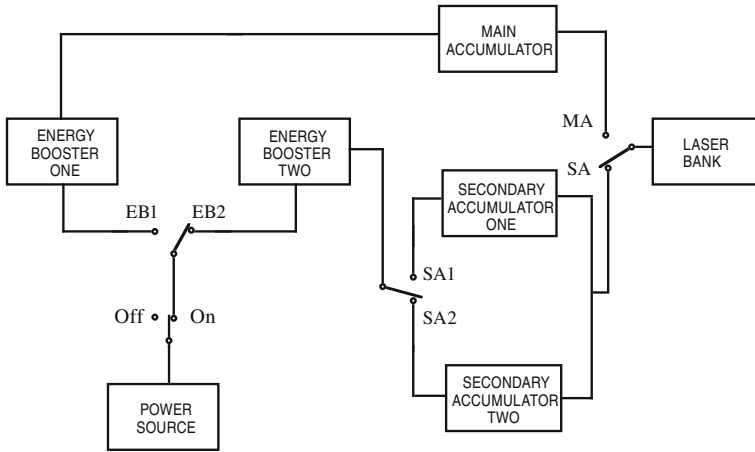 MAIN
ACCUMULATOR
MA
ENERGY
BOOSTER
ONE
ENERGY
BOOSTER
TWO
LASER
BANK
SA
SECONDARY
ACCUMULATOR
ONE
EB1
EB2
SA1
Off
On
SA2
SECONDARY
ACCUMULATOR
TWO
POWER
SOURCE